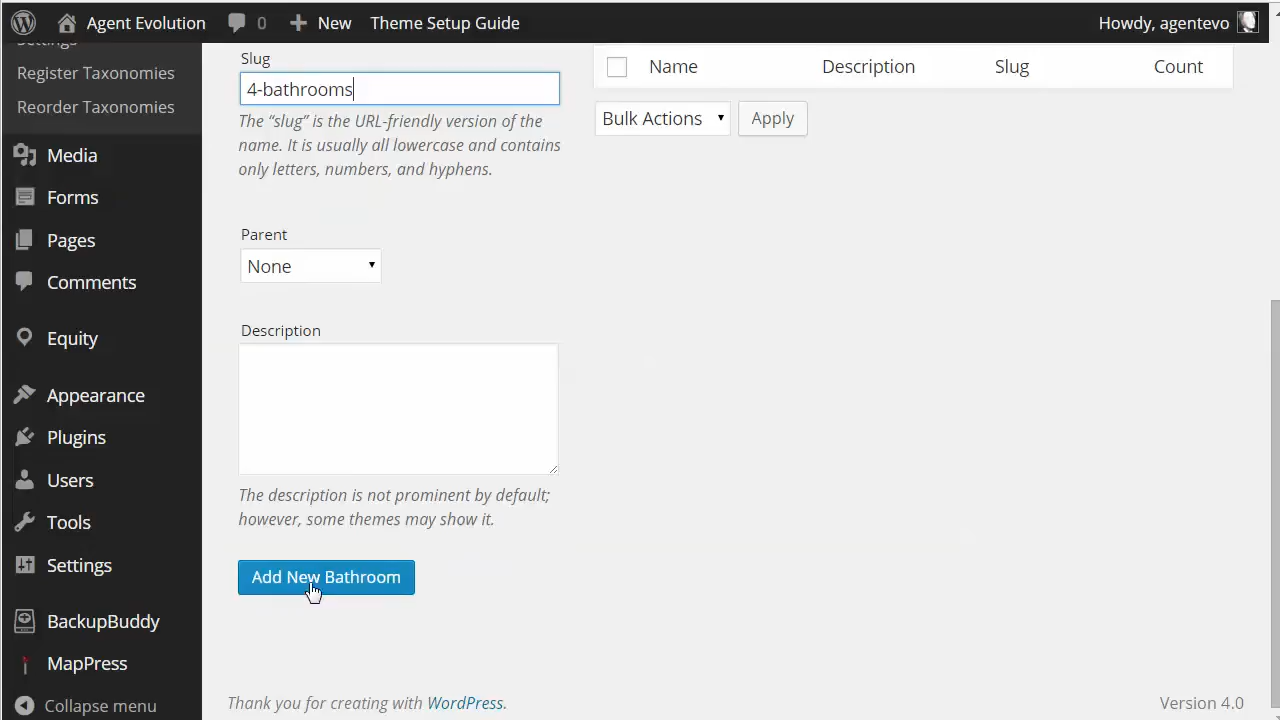 Agent Evolution 0 New Theme Setup Guide Howdy, agentevo
Settings
Register Taxonomies
Reorder Taxonomies
Media
Forms
Pages
Comments
Equity
Appearance
Plugins
Users
Tools
Settings
BackupBuddy
MapPress
Collapse menu
Slug
4-bathrooms
The “slug” is the URL-friendly version of the
name. It is usually all lowercase and contains
only letters, numbers, and hyphens.
Parent
None
Description
The description is not prominent by default;
however, some themes may show it.
Add New Bathroom
Name Description Slug Count
Bulk Actions Apply
Thank you for creating with WordPress. Version 4.0